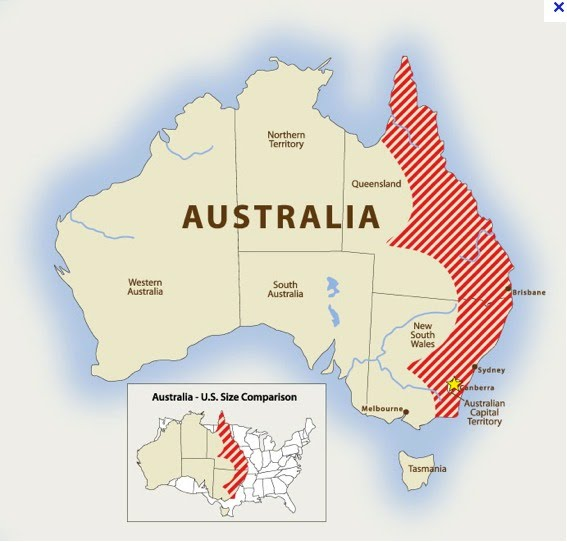 Northern
Territory
Queensland
AUSTRALIA
Western
Australia
South
Australia
Brisbane
New
South
Wales
Sydney
Canberra
Australian
Capital
Territory
Melbourne
Tasmania
Australia - U.S. Size Comparison